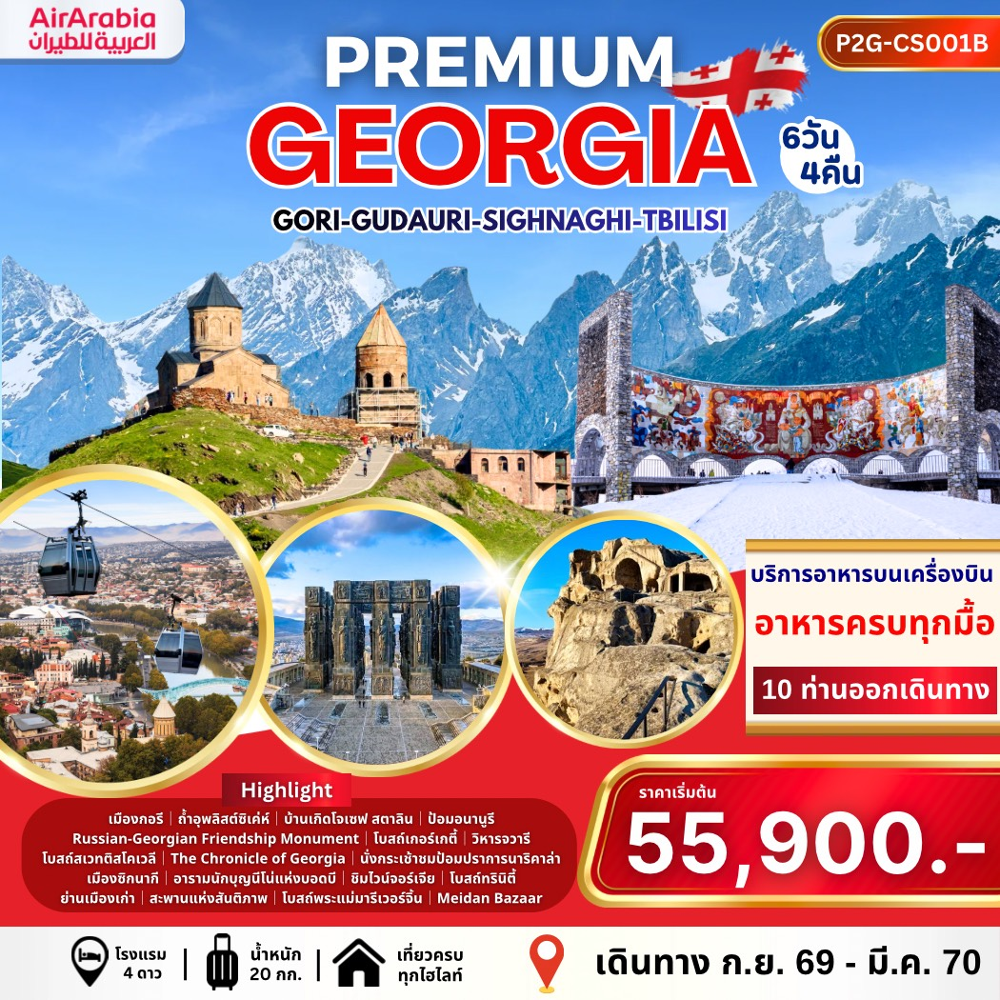 AirArabia
العربية للطيران
P2G-CS001B
PREMIUM
GEORGIA
6วัน
4คืน
GORI-GUDAURI-SIGHNAGHI-TBILISI
บริการอาหารบนเครื่องบิน
อาหารครบทุกมื้อ
10 ท่านออกเดินทาง
Highlight
เมืองกอรี | ถ้ำอุพลิสต์ชิเค่ห์ | บ้านเกิดโจเซฟ สตาลิน | ป้อมอนานูรี
Russian-Georgian Friendship Monument | โบสถ์เกอร์เกตี้ | วิหารจวารี
โบสถ์สเวทติสโคเวลี | The Chronicle of Georgia | นั่งกระเช้าชมป้อมปราการนาริคาล่า
เมืองซิกนากี | อารามนักบุญนีโน่แห่งบอดบี | ชิมไวน์จอร์เจีย | โบสถ์ทรินิตี้
ย่านเมืองเก่า | สะพานแห่งสันติภาพ | โบสถ์พระแม่มารีเวอร์จิ้น | Meidan Bazaar
ราคาเริ่มต้น
55,900.-
โรงแรม
4 ดาว
น้ำหนัก
20 กก.
เที่ยวครบ
ทุกไฮไลท์
เดินทาง ก.ย. 69 - มี.ค. 70